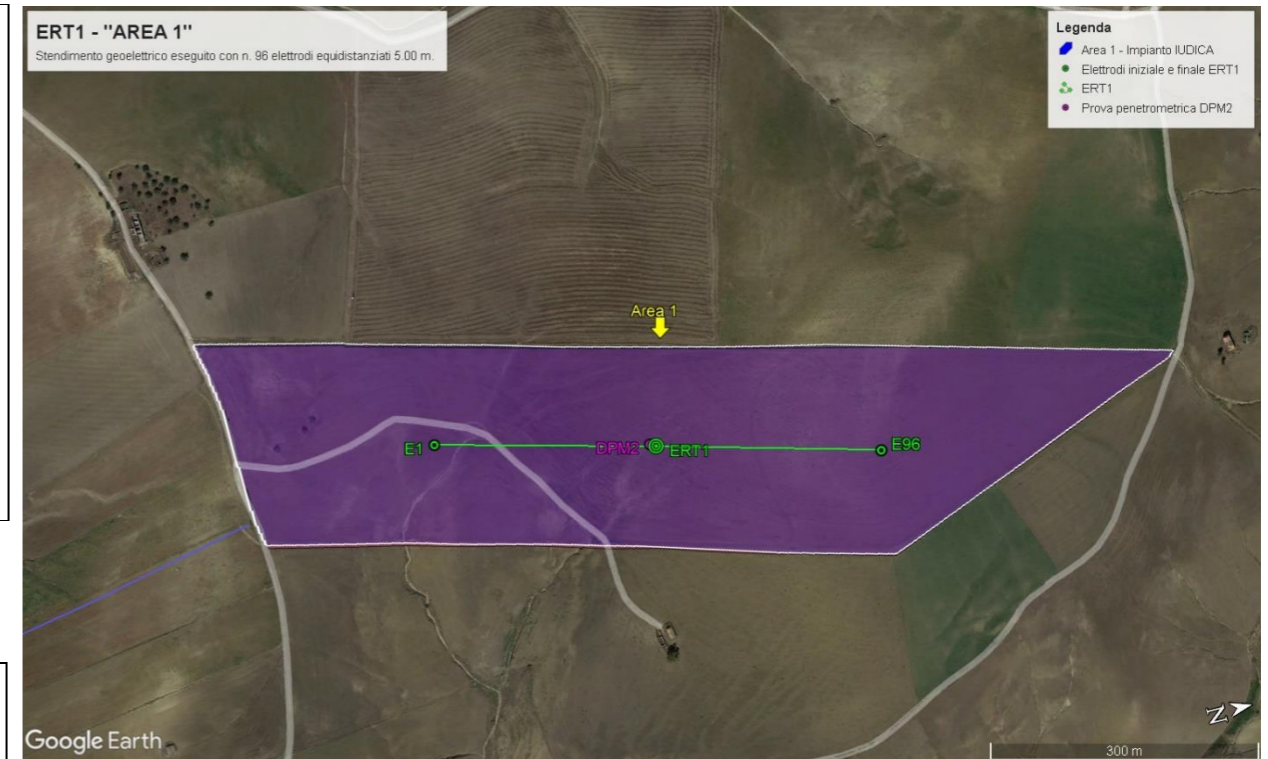 ERT1 - "AREA 1"
Stendimento geoelettrico eseguito con n. 96 elettrodi equidistanziati 5.00 m.
Legenda
Area 1 - Impianto IUDICA
Elettrodi iniziale e finale ERT1
ERT1
Prova penetrometrica DPM2
Area 1
E1
DPM2
ERT1
E96
N
Google Earth
300 m